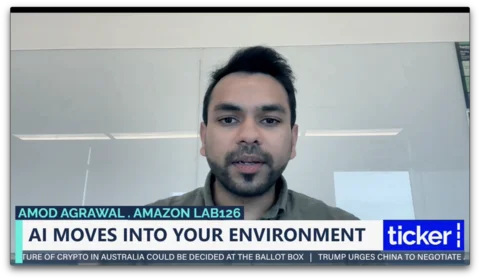 AMOD AGRAWAL , AMAZON LAB126
AI MOVES INTO YOUR ENVIRONMENT
ticker
TURE OF CRYPTO IN AUSTRALIA COULD BE DECIDED AT THE BALLOT BOX | TRUMP URGES CHINA TO NEGOTIATE